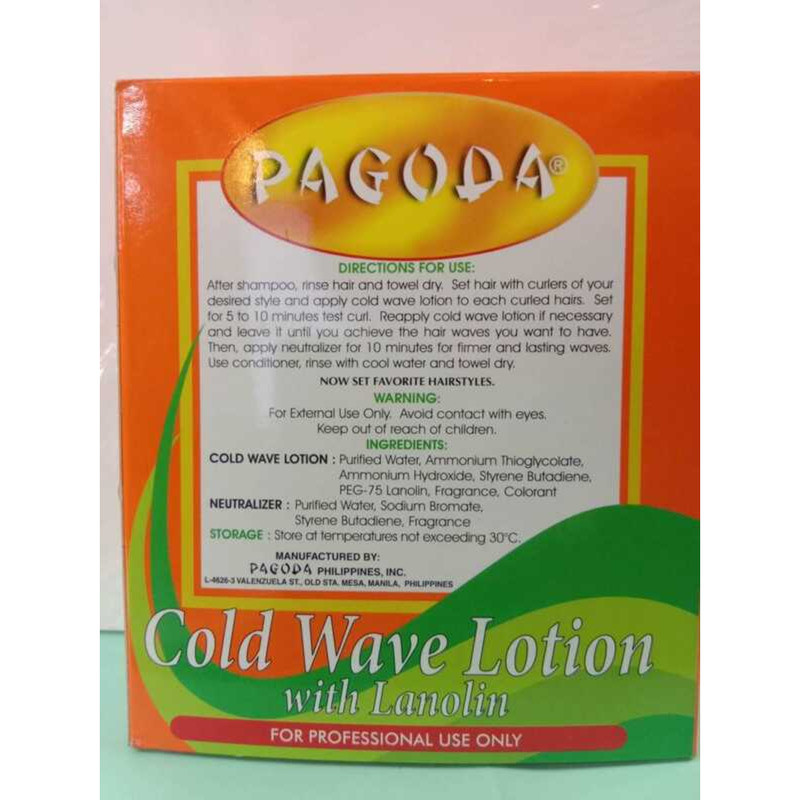 PAGODA®
DIRECTIONS FOR USE:
After shampoo, rinse hair and towel dry. Set hair with curlers of your
desired style and apply cold wave lotion to each curled hairs. Set
for 5 to 10 minutes test curl. Reapply cold wave lotion if necessary
and leave it until you achieve the hair waves you want to have.
Then, apply neutralizer for 10 minutes for firmer and lasting waves.
Use conditioner, rinse with cool water and towel dry.
NOW SET FAVORITE HAIRSTYLES.
WARNING:
For External Use Only. Avoid contact with eyes.
Keep out of reach of children.
INGREDIENTS:
COLD WAVE LOTION : Purified Water, Ammonium Thioglycolate,
Ammonium Hydroxide, Styrene Butadiene,
PEG-75 Lanolin, Fragrance, Colorant
NEUTRALIZER : Purified Water, Sodium Bromate,
Styrene Butadiene, Fragrance
STORAGE : Store at temperatures not exceeding 30°C.
MANUFACTURED BY:
PAGODA PHILIPPINES, INC.
L-4626-3 VALENZUELA ST., OLD STA. MESA, MANILA, PHILIPPINES
Cold Wave Lotion
with Lanolin
FOR PROFESSIONAL USE ONLY